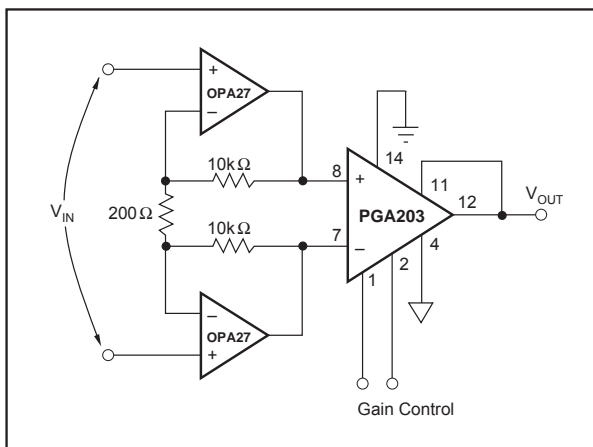 +
OPA27
–
10kΩ
8
14
11
+
12
V_OUT
V_IN
200Ω
PGA203
10kΩ
7
–
4
2
1
–
OPA27
+
Gain Control